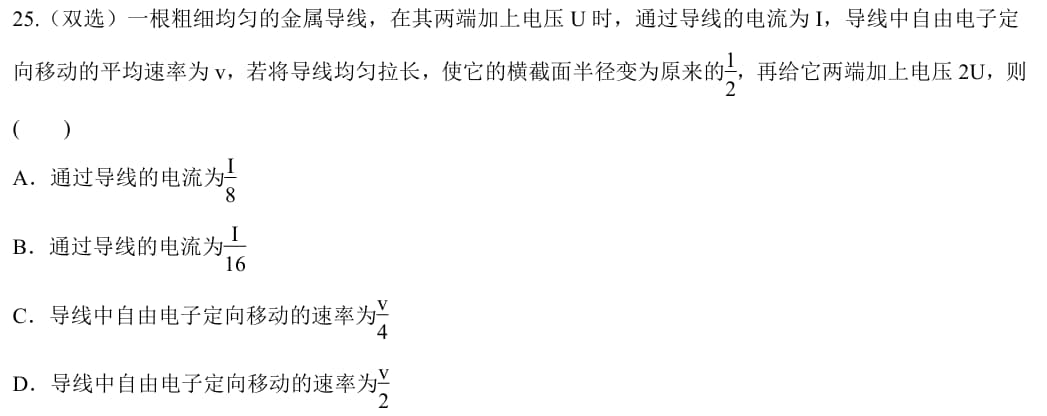 25.（双选）一根粗细均匀的金属导线，在其两端加上电压 U 时，通过导线的电流为 I，导线中自由电子定
向移动的平均速率为 v，若将导线均匀拉长，使它的横截面半径变为原来的1/2，再给它两端加上电压 2U，则
(　　)
A．通过导线的电流为I/8
B．通过导线的电流为I/16
C．导线中自由电子定向移动的速率为v/4
D．导线中自由电子定向移动的速率为v/2